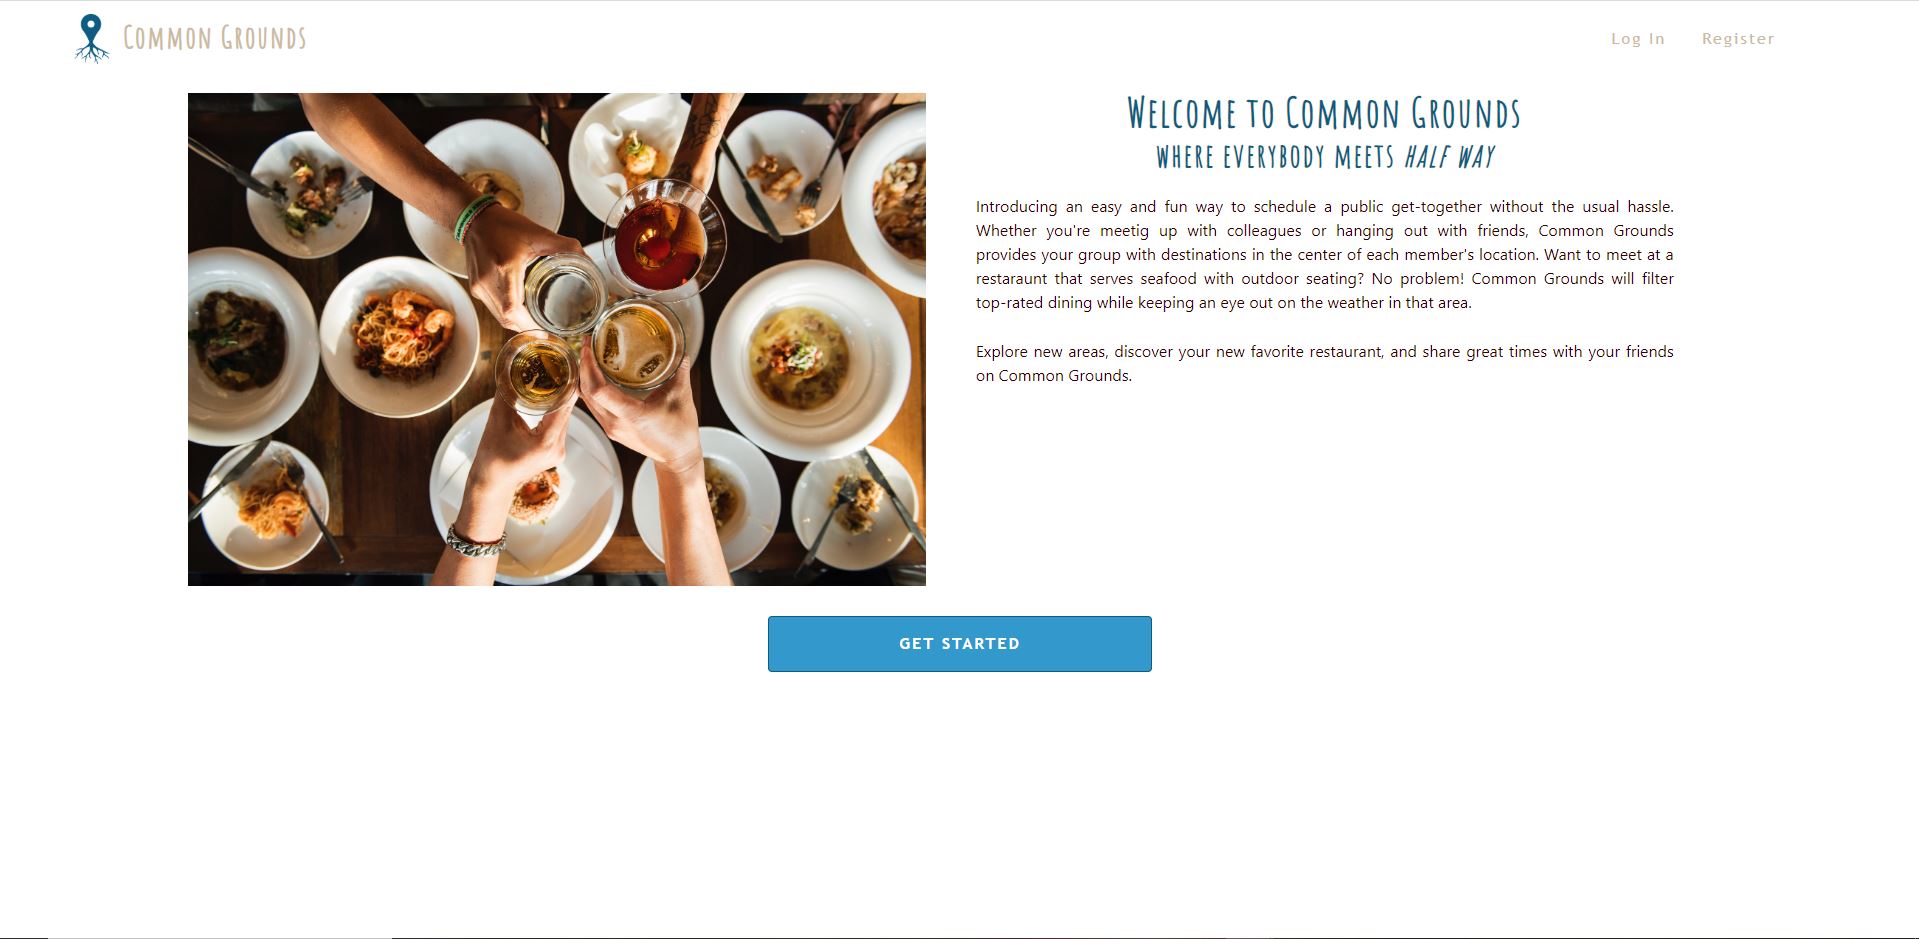 Common Grounds
Log In
Register
Welcome to Common Grounds
where everybody meets half way
Introducing an easy and fun way to schedule a public get-together without the usual hassle.
Whether you're meetig up with colleagues or hanging out with friends, Common Grounds
provides your group with destinations in the center of each member's location. Want to meet at a
restaraunt that serves seafood with outdoor seating? No problem! Common Grounds will filter
top-rated dining while keeping an eye out on the weather in that area.
Explore new areas, discover your new favorite restaurant, and share great times with your friends
on Common Grounds.
GET STARTED